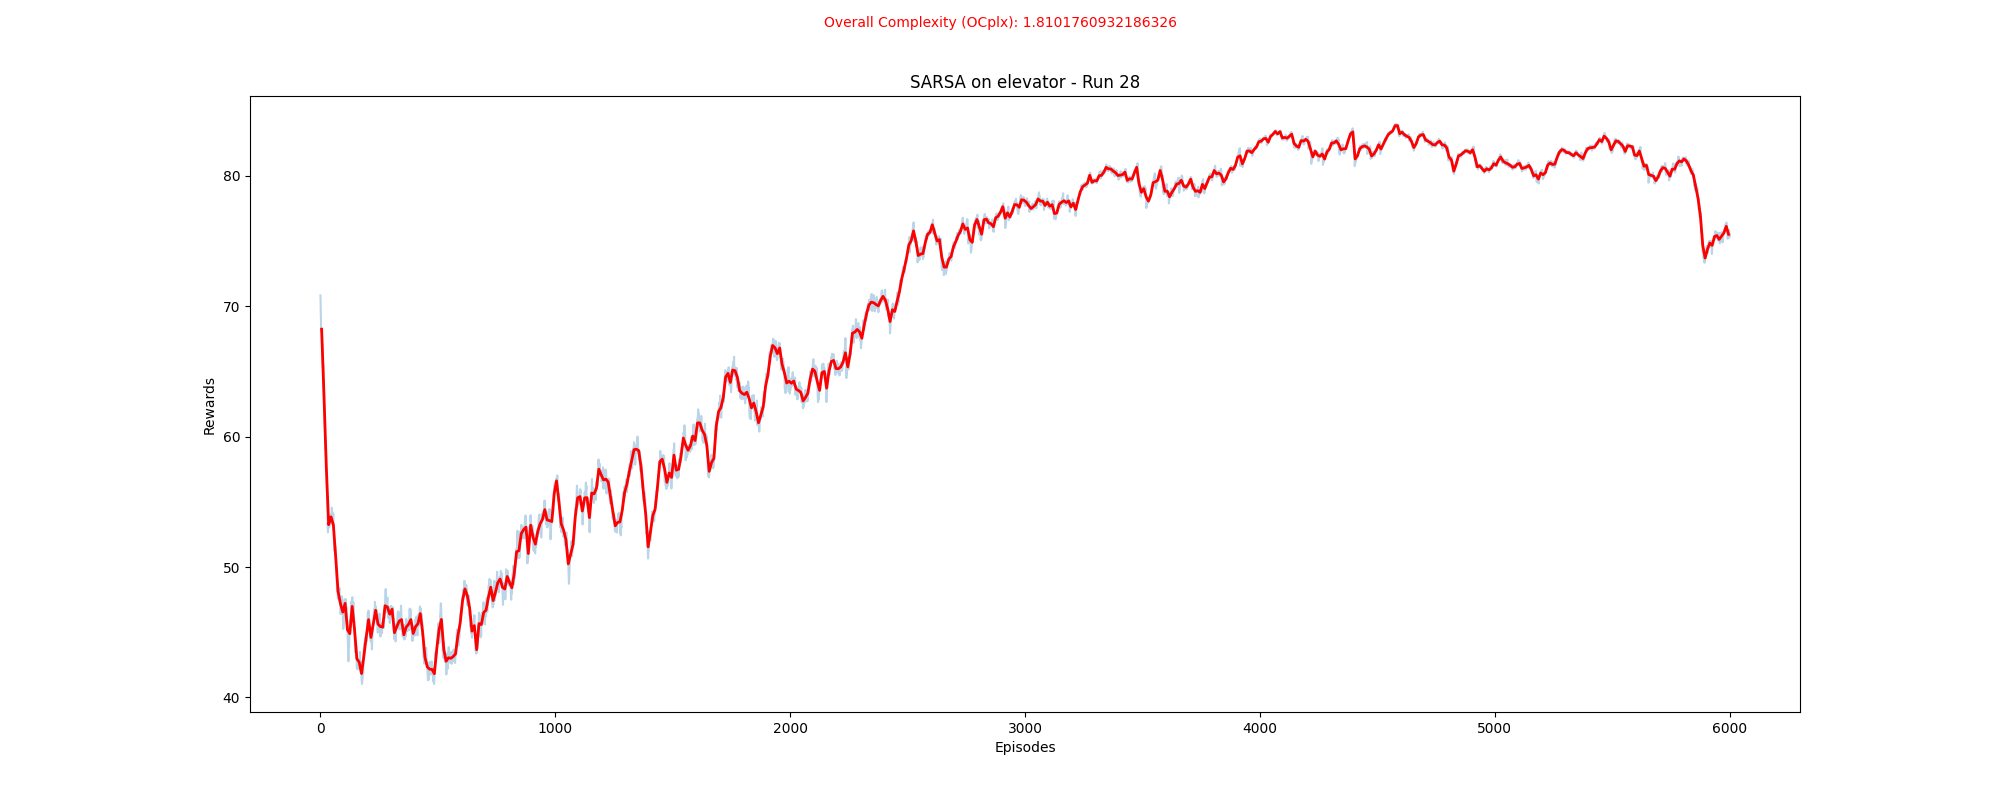 Overall Complexity (OCplx): 1.8101760932186326
SARSA on elevator - Run 28
Rewards
80
70
60
50
40
0 1000 2000 3000 4000 5000 6000
Episodes